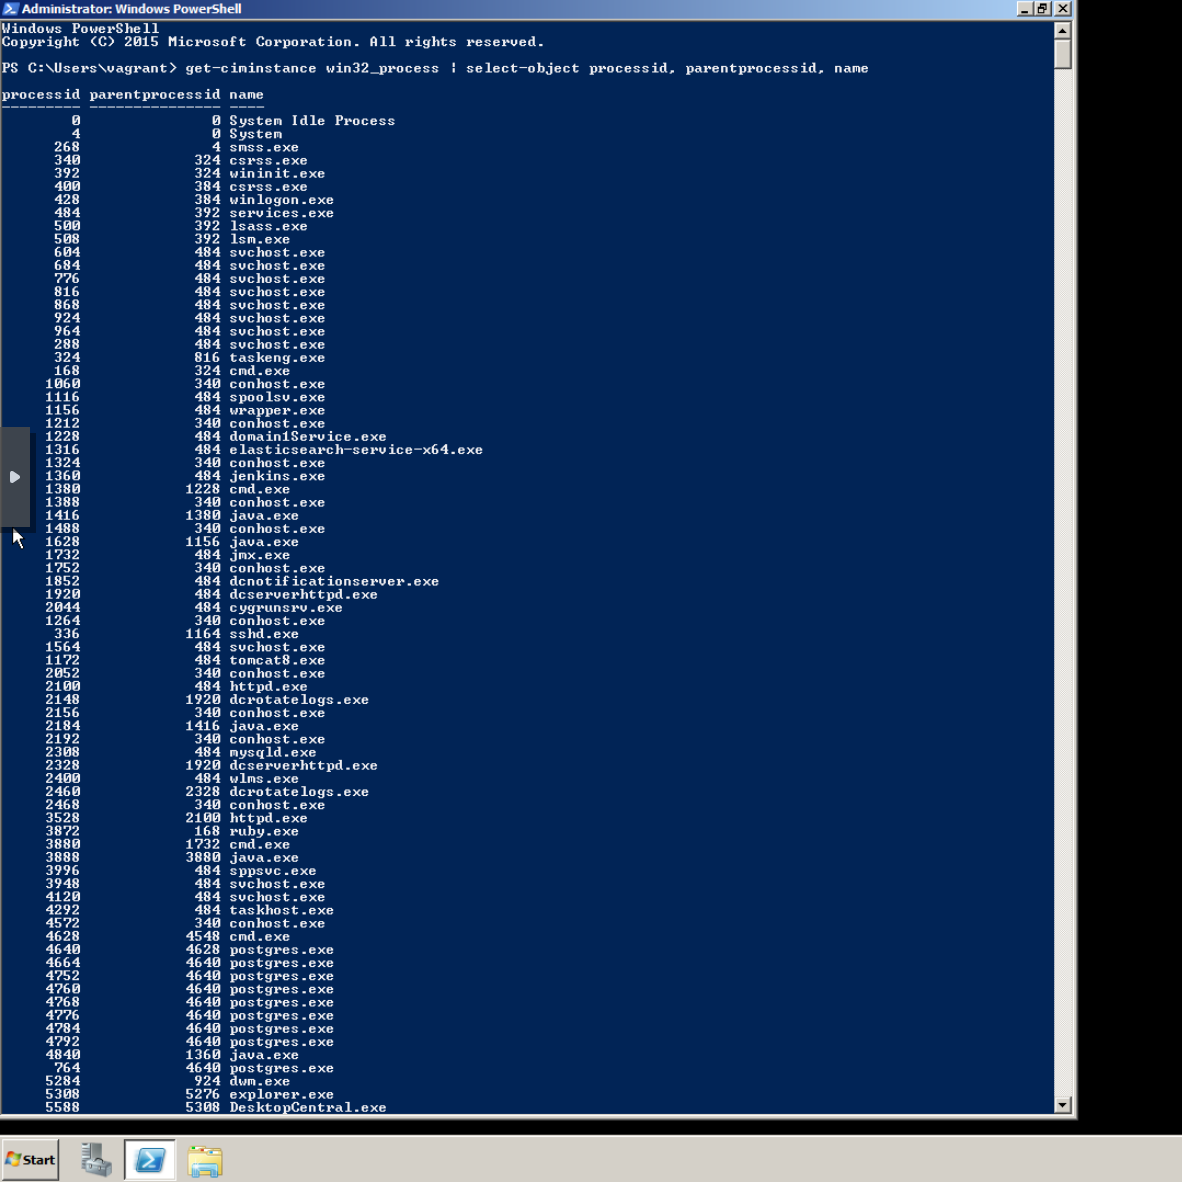 Administrator: Windows PowerShell
Windows PowerShell
Copyright (C) 2015 Microsoft Corporation. All rights reserved.
PS C:\Users\vagrant> get-ciminstance win32_process | select-object processid, parentprocessid, name
processid parentprocessid name
--------- --------------- ----
0 0 System Idle Process
4 0 System
268 4 smss.exe
340 324 csrss.exe
392 324 wininit.exe
400 384 csrss.exe
428 384 winlogon.exe
484 392 services.exe
500 392 lsass.exe
508 392 lsm.exe
604 484 svchost.exe
684 484 svchost.exe
776 484 svchost.exe
816 484 svchost.exe
868 484 svchost.exe
924 484 svchost.exe
964 484 svchost.exe
288 484 svchost.exe
324 816 taskeng.exe
168 324 cmd.exe
1060 340 conhost.exe
1116 484 spoolsv.exe
1156 484 wrapper.exe
1212 340 conhost.exe
1228 484 domain1Service.exe
1316 484 elasticsearch-service-x64.exe
1324 340 conhost.exe
1360 484 jenkins.exe
1380 1228 cmd.exe
1388 340 conhost.exe
1416 1380 java.exe
1488 340 conhost.exe
1628 1156 java.exe
1732 484 jmx.exe
1752 340 conhost.exe
1852 484 dcnotificationserver.exe
1920 484 dcserverhttpd.exe
2044 484 cygrunsrv.exe
1264 340 conhost.exe
336 1164 sshd.exe
1564 484 svchost.exe
1172 484 tomcat8.exe
2052 340 conhost.exe
2100 484 httpd.exe
2148 1920 dcrotatelogs.exe
2156 340 conhost.exe
2184 1416 java.exe
2192 340 conhost.exe
2308 484 mysqld.exe
2328 1920 dcserverhttpd.exe
2400 484 wlms.exe
2460 2328 dcrotatelogs.exe
2468 340 conhost.exe
3528 2100 httpd.exe
3872 168 ruby.exe
3880 1732 cmd.exe
3888 3880 java.exe
3996 484 sppsvc.exe
3948 484 svchost.exe
4120 484 svchost.exe
4292 484 taskhost.exe
4572 340 conhost.exe
4628 4548 cmd.exe
4640 4628 postgres.exe
4664 4640 postgres.exe
4752 4640 postgres.exe
4760 4640 postgres.exe
4768 4640 postgres.exe
4776 4640 postgres.exe
4784 4640 postgres.exe
4792 4640 postgres.exe
4840 1360 java.exe
764 4640 postgres.exe
5284 924 dwm.exe
5308 5276 explorer.exe
5588 5308 DesktopCentral.exe
Start